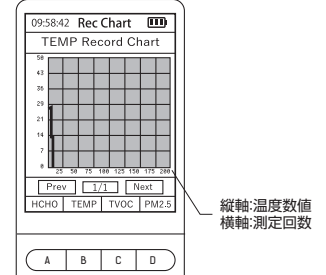 09:58:42 Rec Chart
TEMP Record Chart
50
43
36
29
21
14
7
0
25 50 75 100 125 150 175 200
Prev 1/1 Next
HCHO TEMP TVOC PM2.5
縦軸:温度数値
横軸:測定回数
A B C D